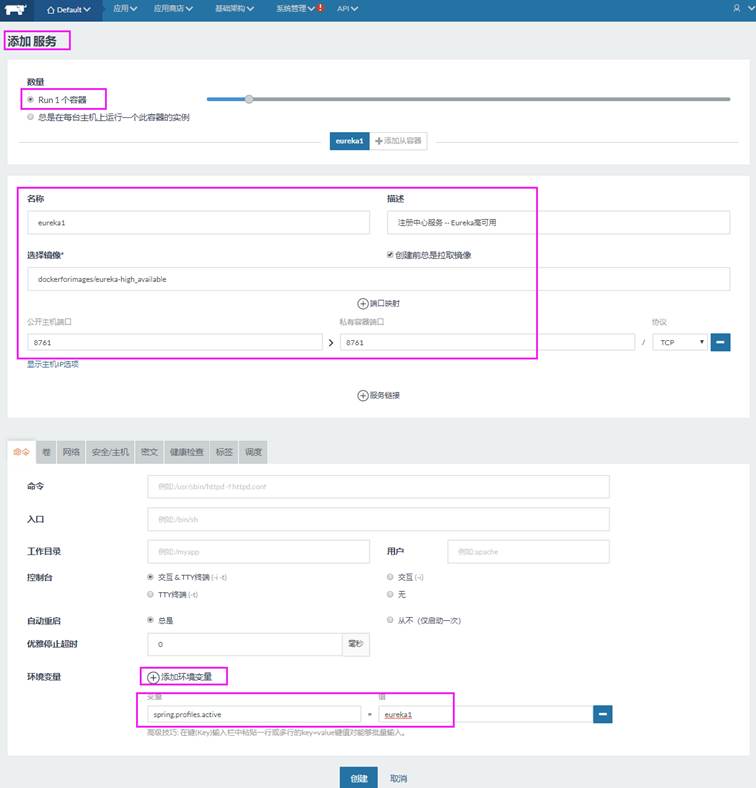 Default 应用 应用商店 基础架构 系统管理 ! API
添加 服务
数量
Run 1 个容器
总是在每台主机上运行一个此容器的实例
eureka1 添加从容器
名称 描述
eureka1 注册中心服务 -- Eureka高可用
选择镜像* 创建前总是拉取镜像
dockerforimages/eureka-high_available
端口映射
公开主机端口 私有容器端口 协议
8761 8761 / TCP
显示主机IP选项
服务链接
命令 卷 网络 安全/主机 密文 健康检查 标签 调度
命令 例如:/usr/sbin/httpd -f httpd.conf
入口 例如:/bin/sh
工作目录 例如:/myapp 用户 例如:apache
控制台 交互 & TTY终端 (-i -t) 交互 (-i)
TTY终端 (-t) 无
自动重启 总是 从不（仅启动一次）
优雅停止超时 0 毫秒
环境变量 添加环境变量
变量 值
spring.profiles.active = eureka1
高级技巧: 在键(Key)输入栏中粘贴一行或多行的key=value键值对能够批量输入。
创建 取消